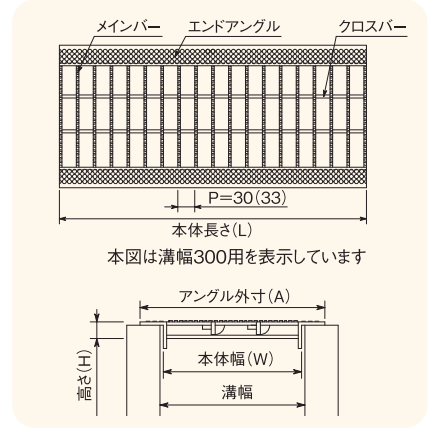 メインバー
エンドアングル
クロスバー
P=30(33)
本体長さ(L)
本図は溝幅300用を表示しています
アングル外寸(A)
高さ(H)
本体幅(W)
溝幅